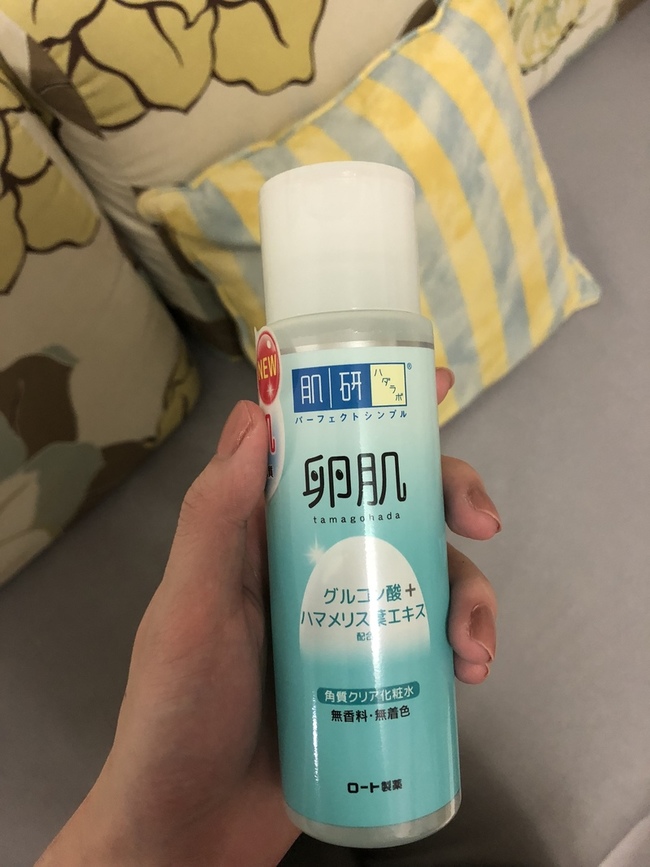 NEW
肌研
ハダラボ
®
パーフェクトシンプル
卵肌
tamagohada
グルコン酸+
ハマメリス葉エキス
配合
角質クリア化粧水
無香料・無着色
ロート製薬